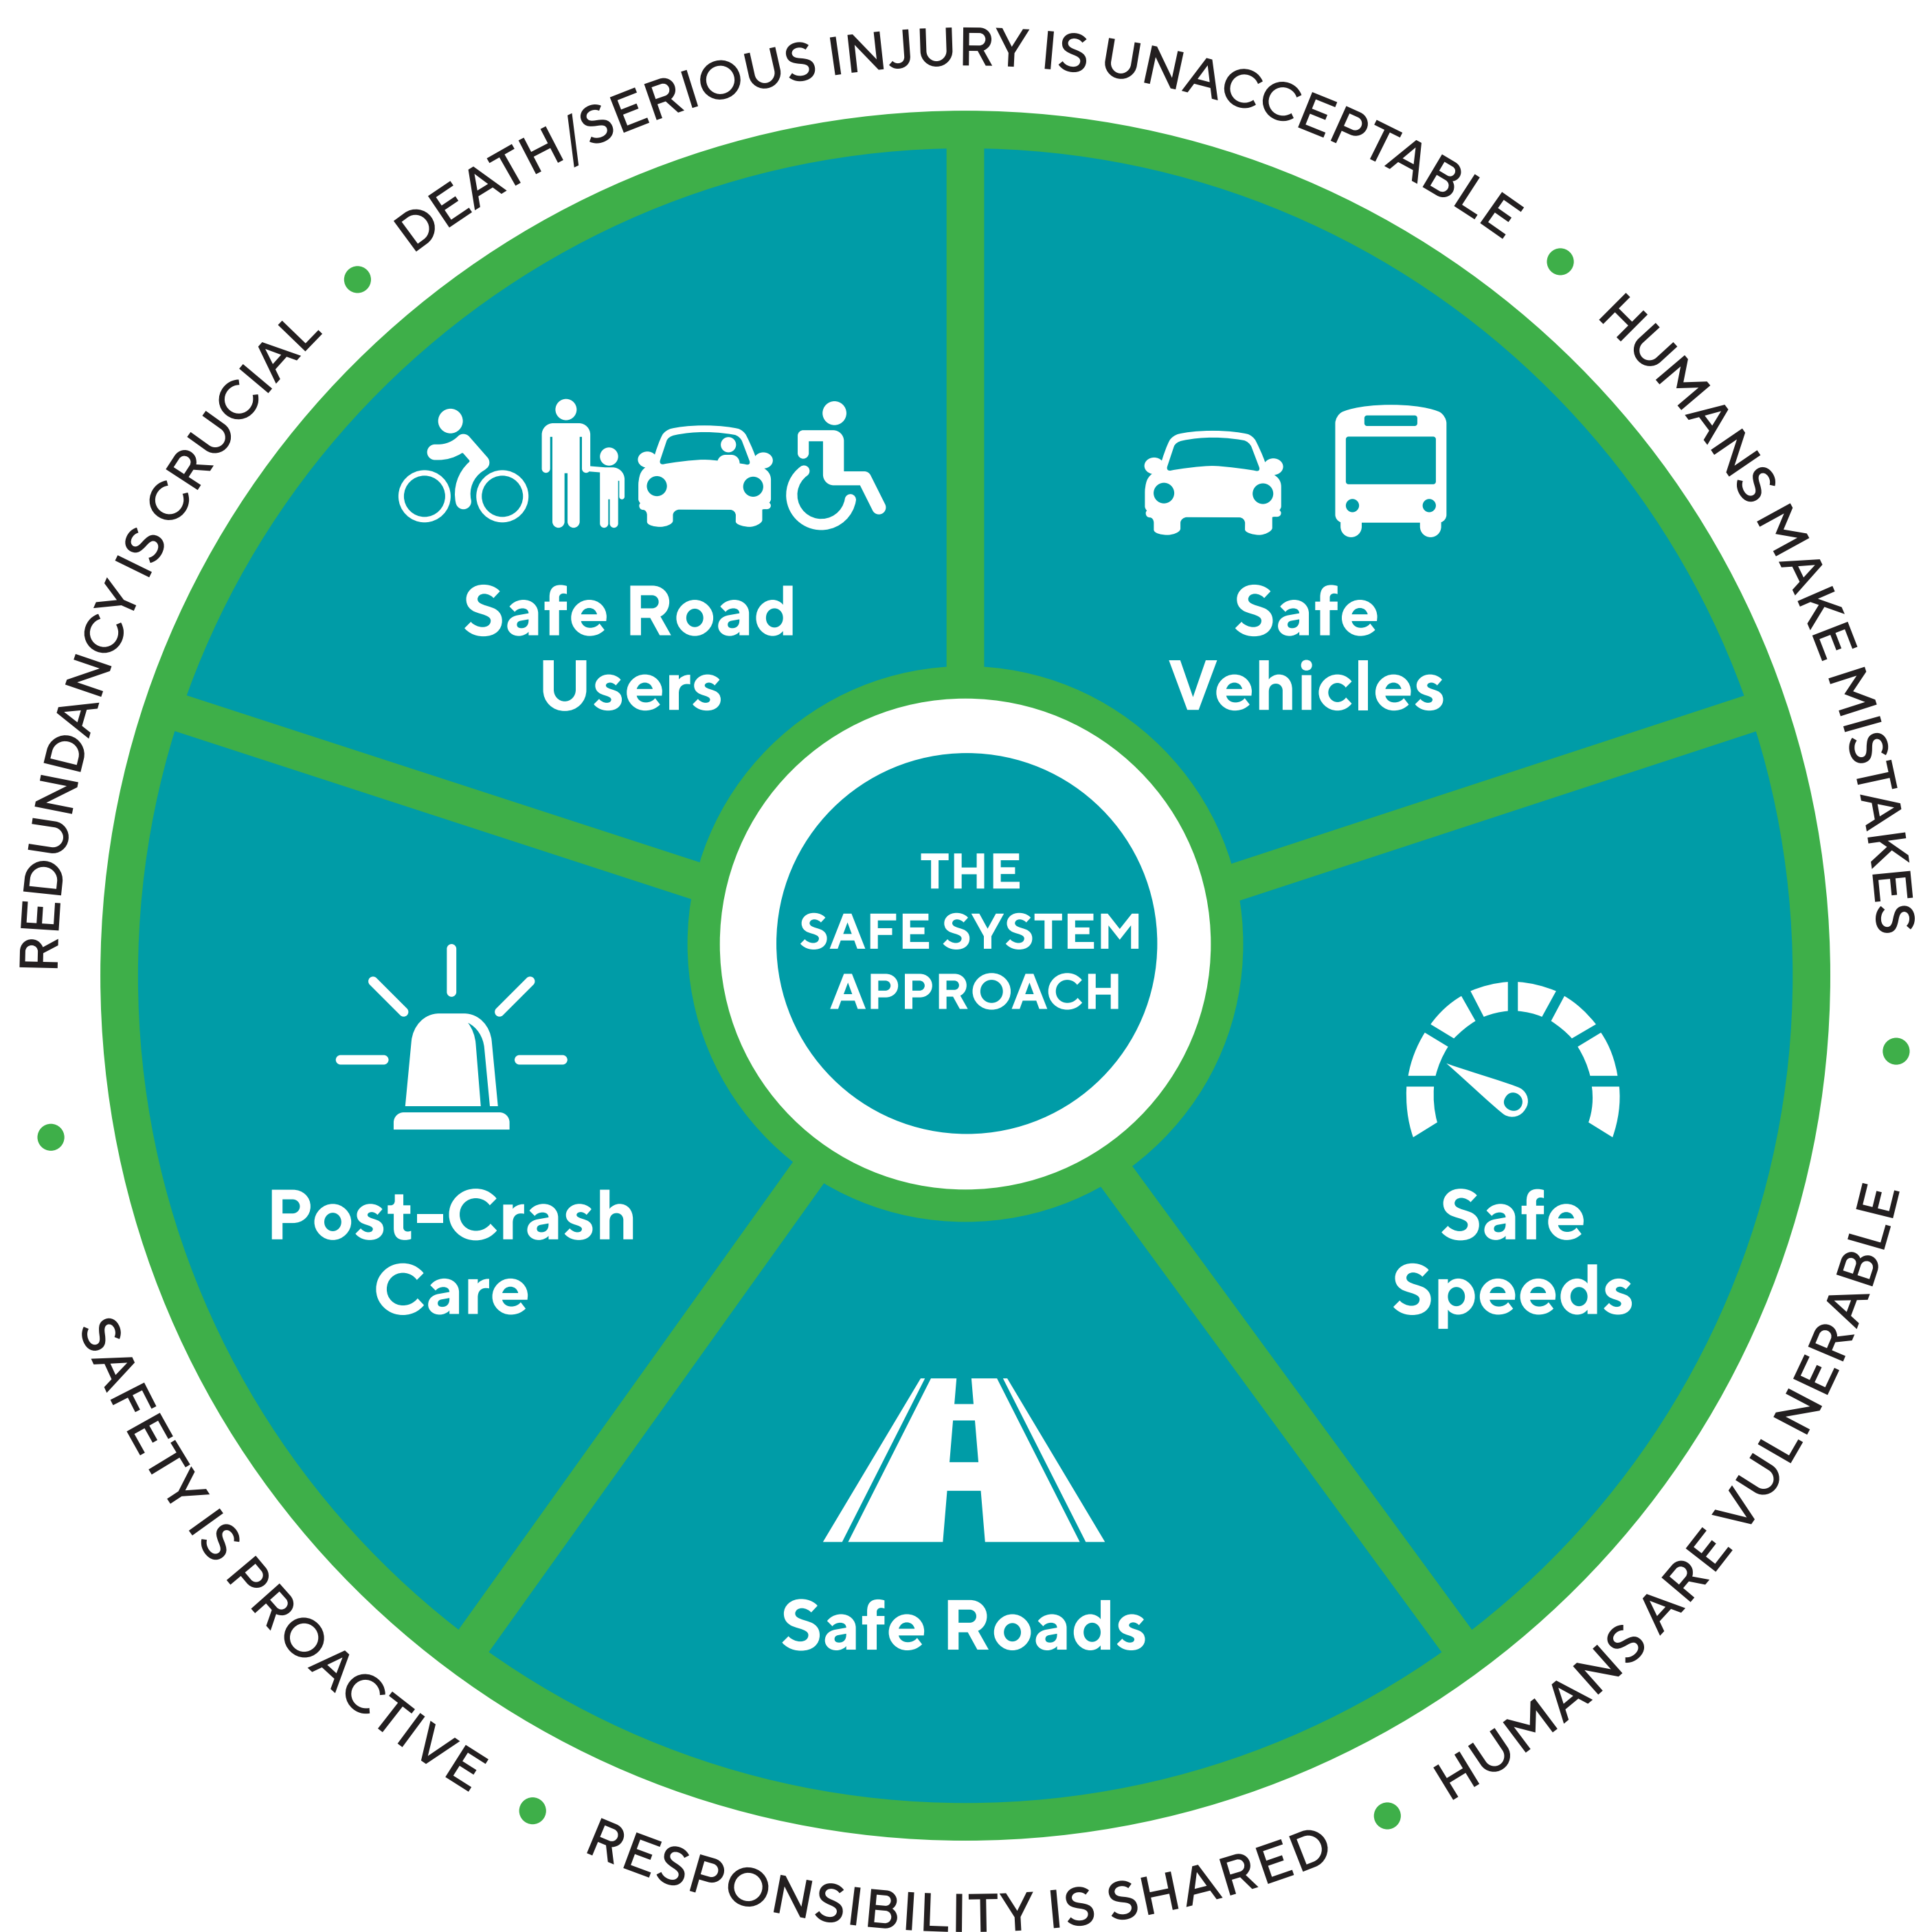 DEATH/SERIOUS INJURY IS UNACCEPTABLE
HUMANS MAKE MISTAKES
HUMANS ARE VULNERABLE
RESPONSIBILITY IS SHARED
SAFETY IS PROACTIVE
REDUNDANCY IS CRUCIAL
Safe Road
Users
Safe
Vehicles
Safe
Speeds
Safe Roads
Post-Crash
Care
THE
SAFE SYSTEM
APPROACH